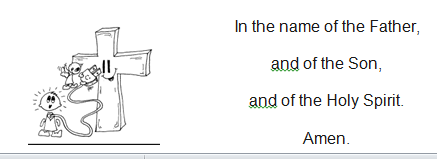 In the name of the Father,
and of the Son,
and of the Holy Spirit.
Amen.